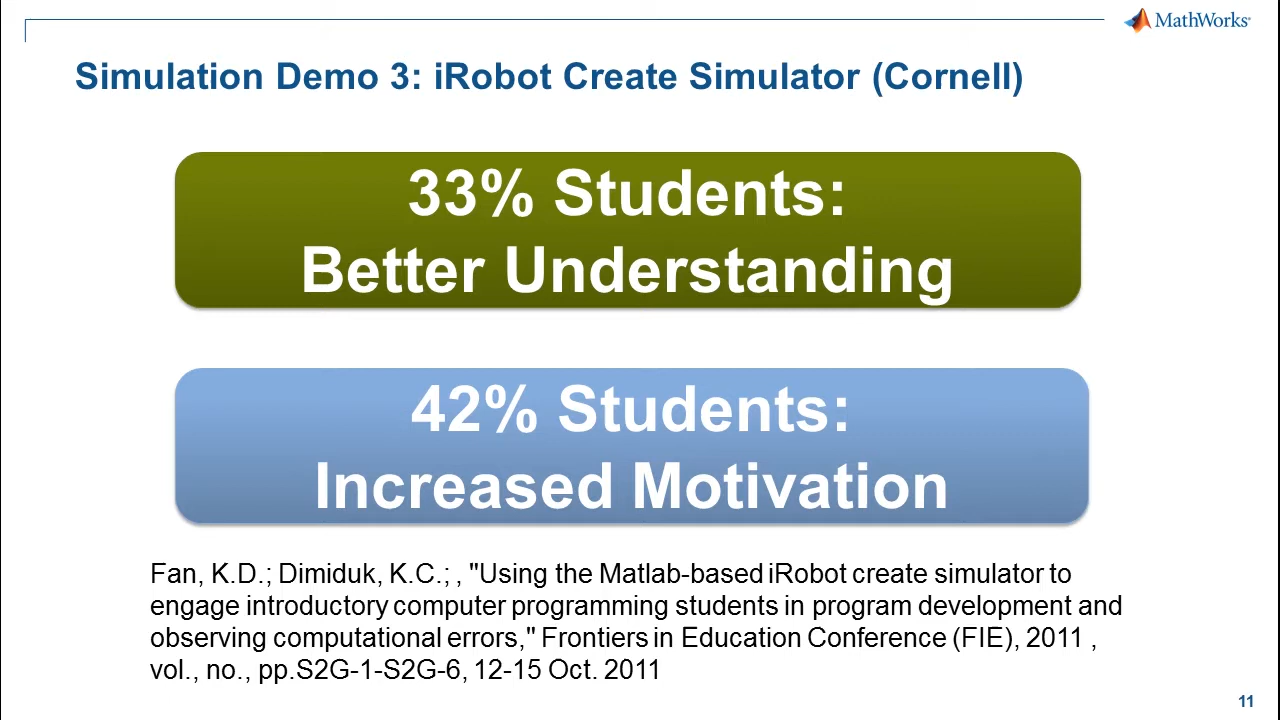 MathWorks®
Simulation Demo 3: iRobot Create Simulator (Cornell)
33% Students:
Better Understanding
42% Students:
Increased Motivation
Fan, K.D.; Dimiduk, K.C.; , "Using the Matlab-based iRobot create simulator to
engage introductory computer programming students in program development and
observing computational errors," Frontiers in Education Conference (FIE), 2011 ,
vol., no., pp.S2G-1-S2G-6, 12-15 Oct. 2011
11